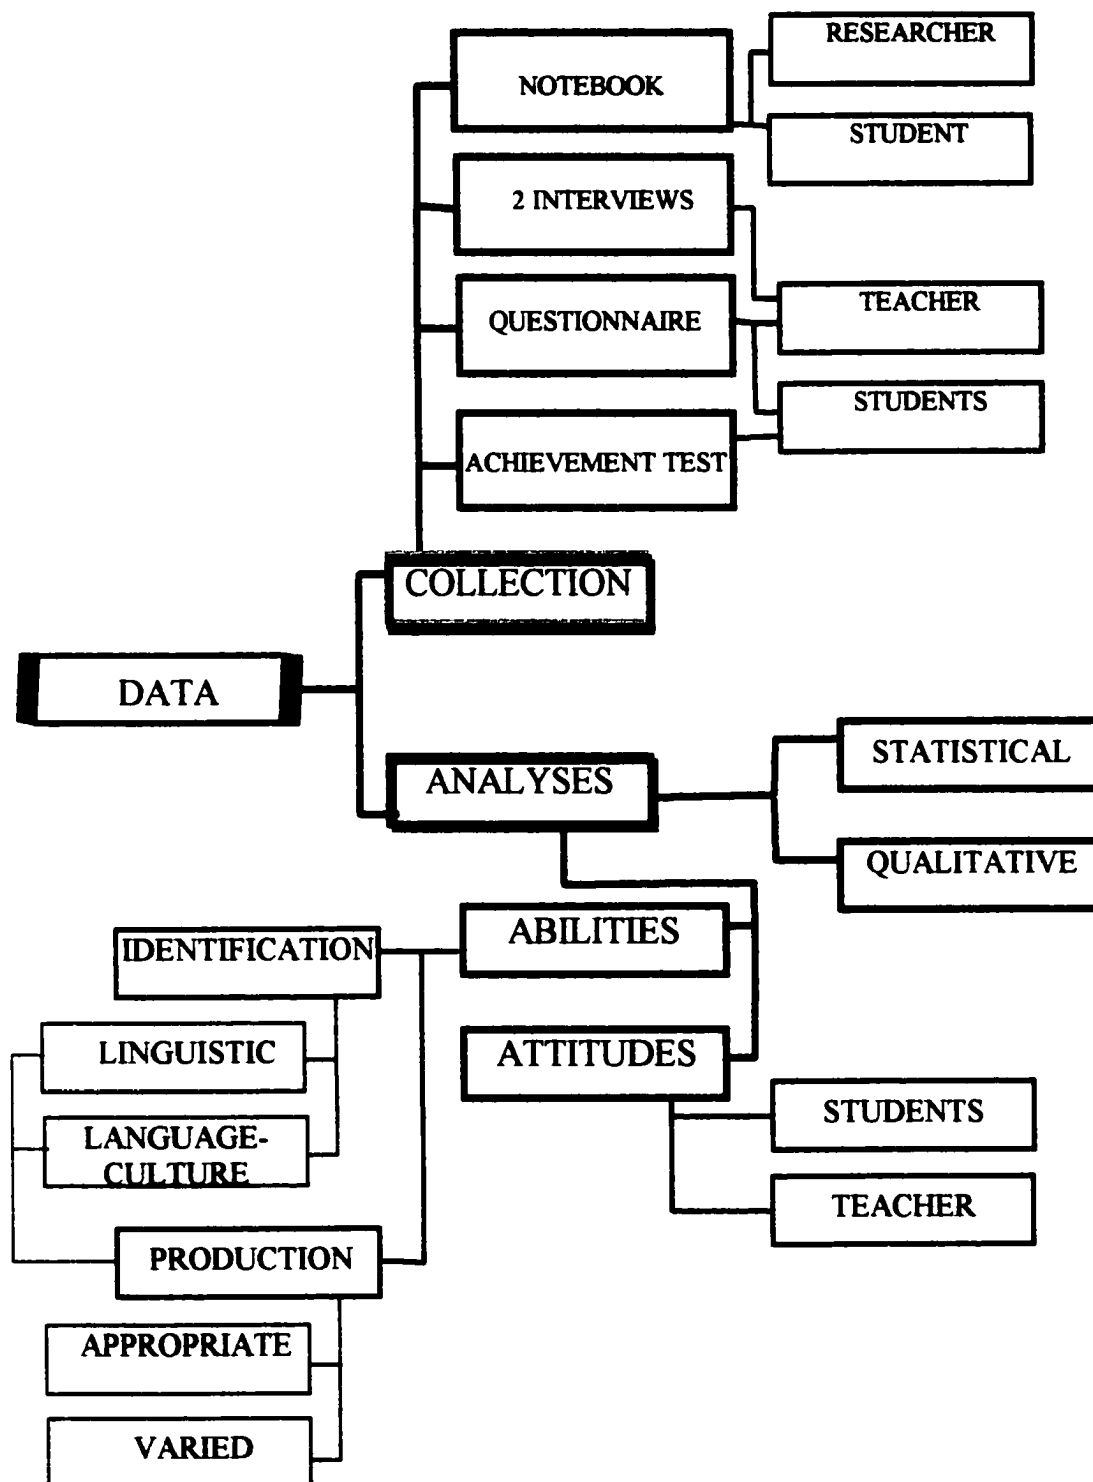 RESEARCHER
NOTEBOOK
STUDENT
2 INTERVIEWS
TEACHER
QUESTIONNAIRE
STUDENTS
ACHIEVEMENT TEST
COLLECTION
DATA
ANALYSES
STATISTICAL
QUALITATIVE
ABILITIES
IDENTIFICATION
LINGUISTIC
ATTITUDES
STUDENTS
LANGUAGE-
CULTURE
TEACHER
PRODUCTION
APPROPRIATE
VARIED